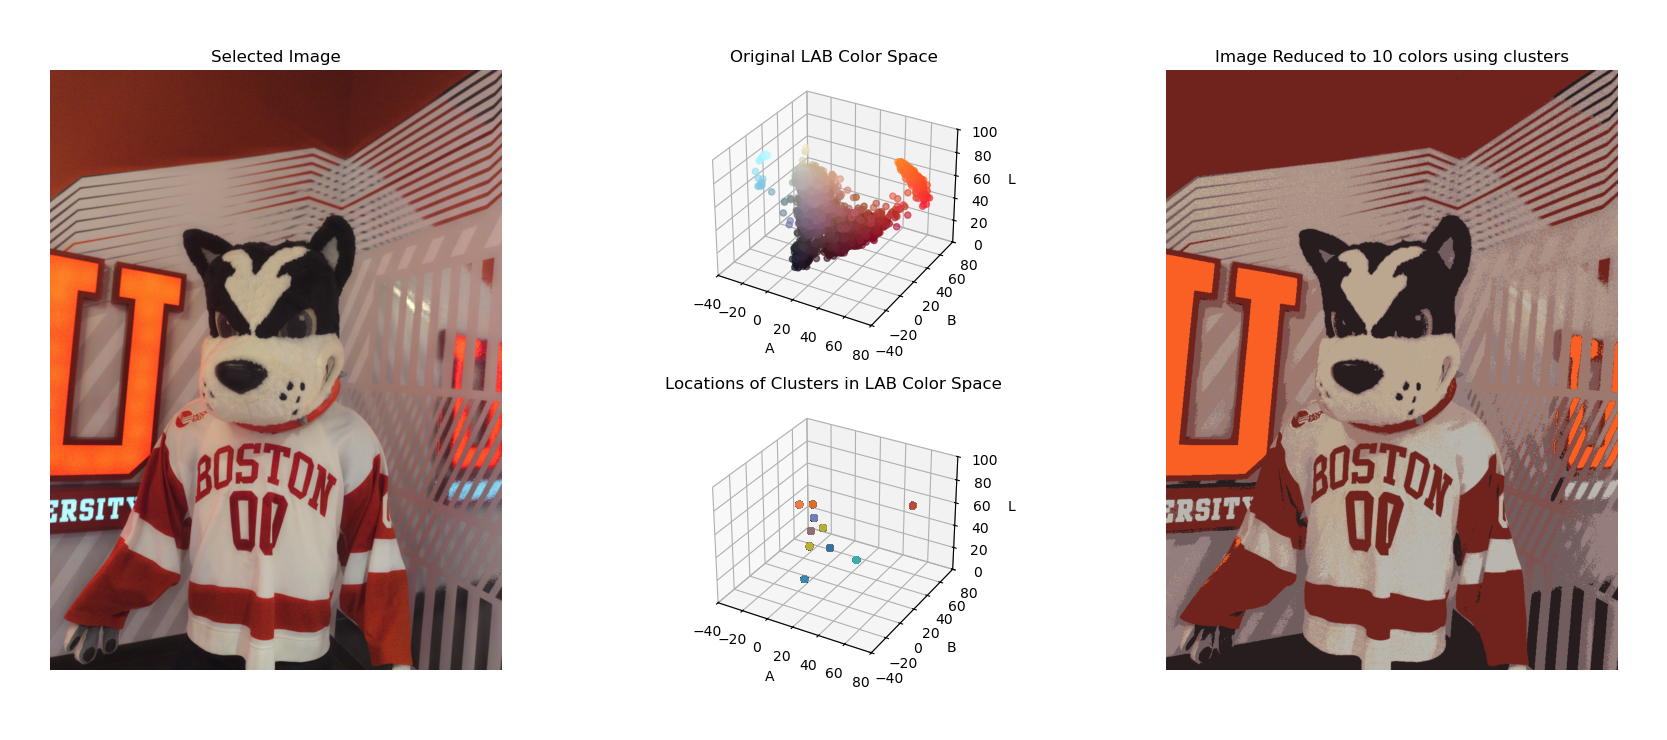 Selected Image
Original LAB Color Space
Image Reduced to 10 colors using clusters
100
80
60
40
20
0
L
80
60
40
20
0
−20
−40
B
−40
−20
0
20
40
60
80
A
U
ERSITY
BOSTON
00
Locations of Clusters in LAB Color Space
100
80
60
40
20
0
L
80
60
40
20
0
−20
−40
B
−40
−20
0
20
40
60
80
A
U
ERSITY
BOSTON
00